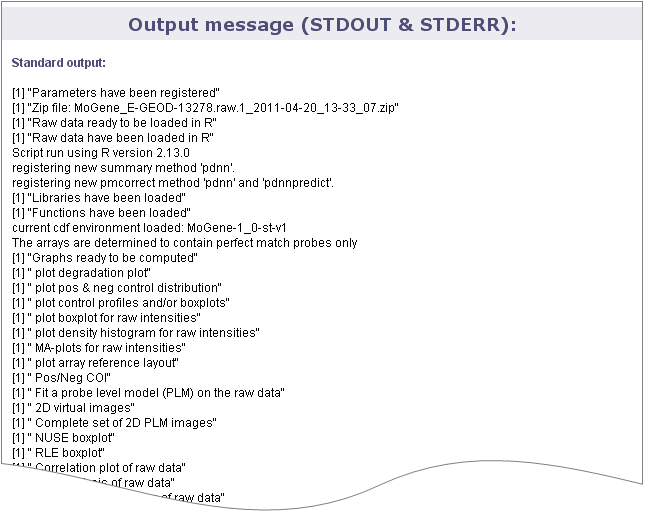 Output message (STDOUT & STDERR):
Standard output:
[1] "Parameters have been registered"
[1] "Zip file: MoGene_E-GEOD-13278.raw.1_2011-04-20_13-33_07.zip"
[1] "Raw data ready to be loaded in R"
[1] "Raw data have been loaded in R"
Script run using R version 2.13.0
registering new summary method 'pdnn'.
registering new pmcorrect method 'pdnn' and 'pdnnpredict'.
[1] "Libraries have been loaded"
[1] "Functions have been loaded"
current cdf environment loaded: MoGene-1_0-st-v1
The arrays are determined to contain perfect match probes only
[1] "Graphs ready to be computed"
[1] " plot degradation plot"
[1] " plot pos & neg control distribution"
[1] " plot control profiles and/or boxplots"
[1] " plot boxplot for raw intensities"
[1] " plot density histogram for raw intensities"
[1] " MA-plots for raw intensities"
[1] " plot array reference layout"
[1] " Pos/Neg COI"
[1] " Fit a probe level model (PLM) on the raw data"
[1] " 2D virtual images"
[1] " Complete set of 2D PLM images"
[1] " NUSE boxplot"
[1] " RLE boxplot"
[1] " Correlation plot of raw data"
of raw data"
of raw data"